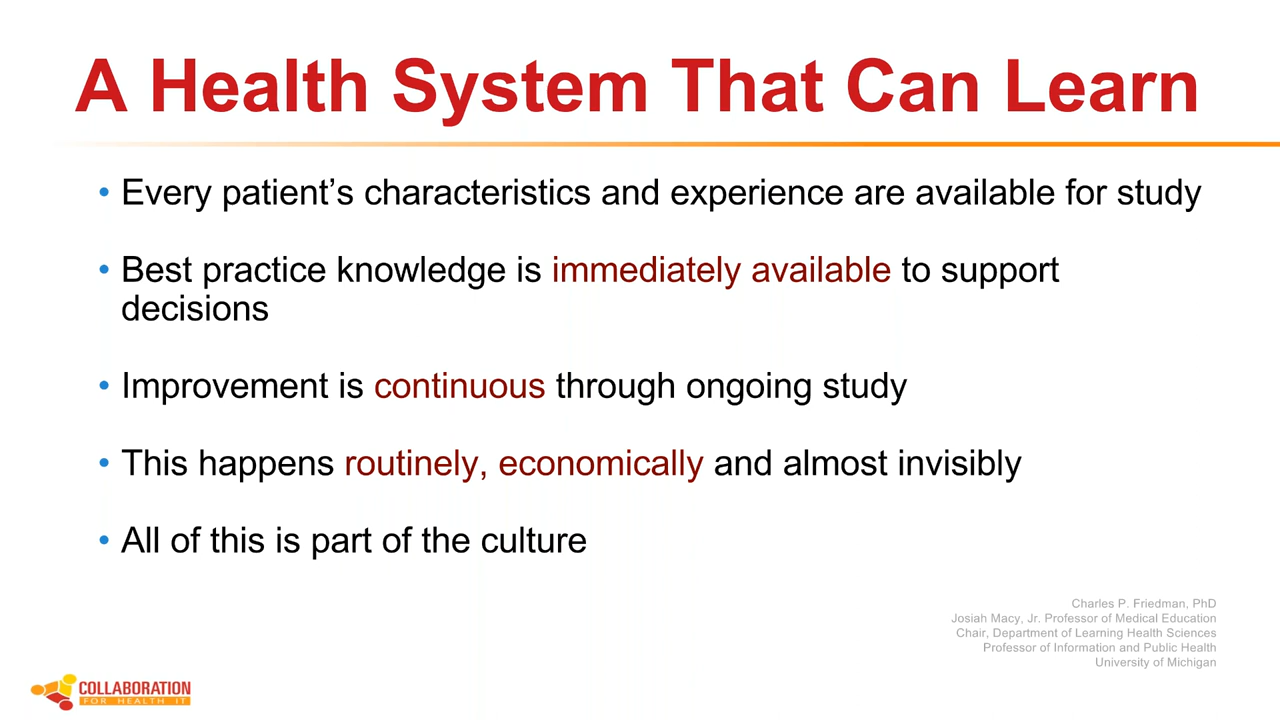 A Health System That Can Learn
• Every patient’s characteristics and experience are available for study
• Best practice knowledge is immediately available to support
decisions
• Improvement is continuous through ongoing study
• This happens routinely, economically and almost invisibly
• All of this is part of the culture
Charles P. Friedman, PhD
Josiah Macy, Jr. Professor of Medical Education
Chair, Department of Learning Health Sciences
Professor of Information and Public Health
University of Michigan
COLLABORATION
FOR HEALTH IT